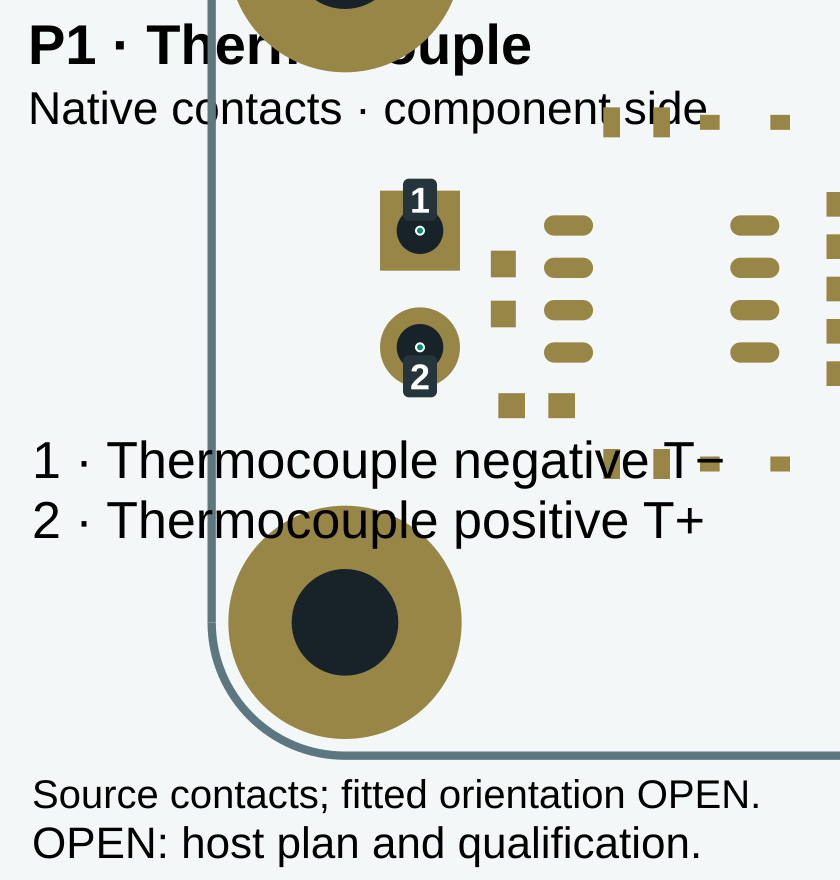 P1 · Thermocouple
Native contacts · component side
1
2
1 · Thermocouple negative T−
2 · Thermocouple positive T+
Source contacts; fitted orientation OPEN.
OPEN: host plan and qualification.